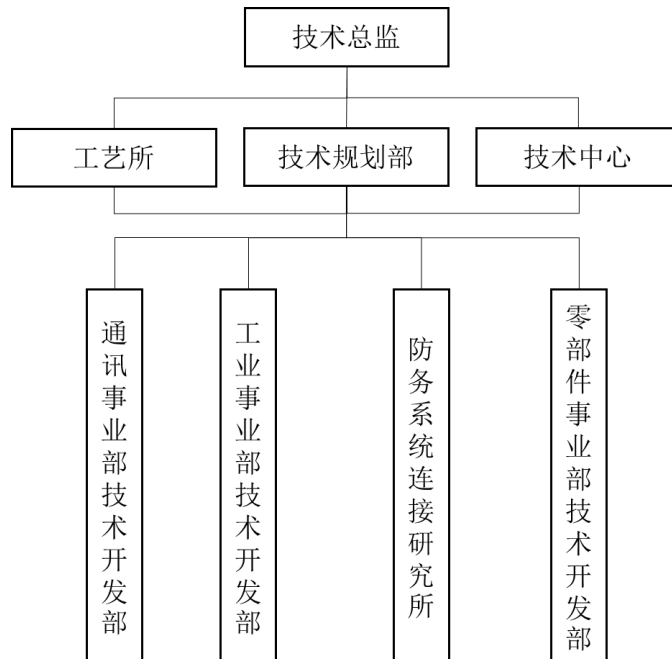 技术总监
工艺所
技术规划部
技术中心
通讯事业部技术开发部
工业事业部技术开发部
防务系统连接研究所
零部件事业部技术开发部